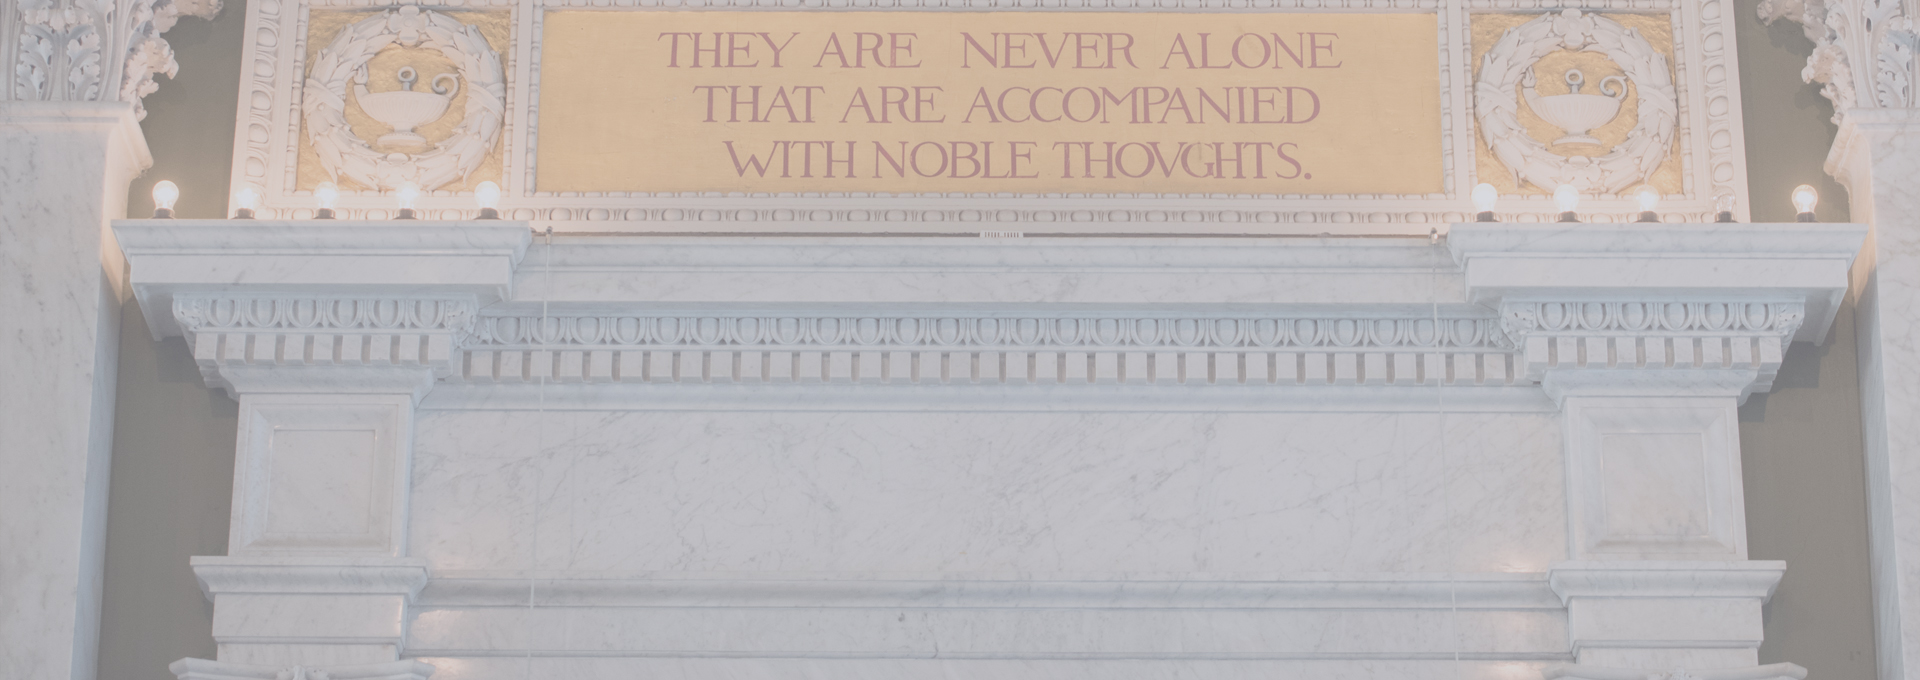 THEY ARE NEVER ALONE
THAT ARE ACCOMPANIED
WITH NOBLE THOVGHTS.